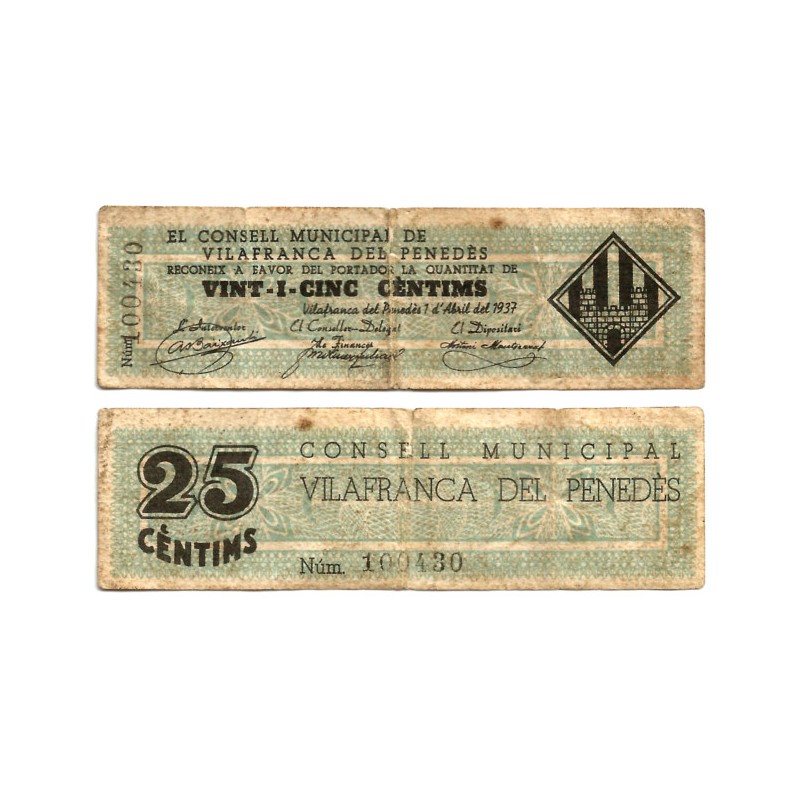 EL CONSELL MUNICIPAL DE
VILAFRANCA DEL PENEDÈS
RECONEIX A FAVOR DEL PORTADOR LA QUANTITAT DE
VINT-I-CINC CÈNTIMS
Vilafranca del Penedès 1 d'Abril del 1937
L'Interventor
El Conseller-Delegat
de Finances
El Dipositari
Núm. 100430
25
CÈNTIMS
CONSELL MUNICIPAL
VILAFRANCA DEL PENEDÈS
Núm. 100430